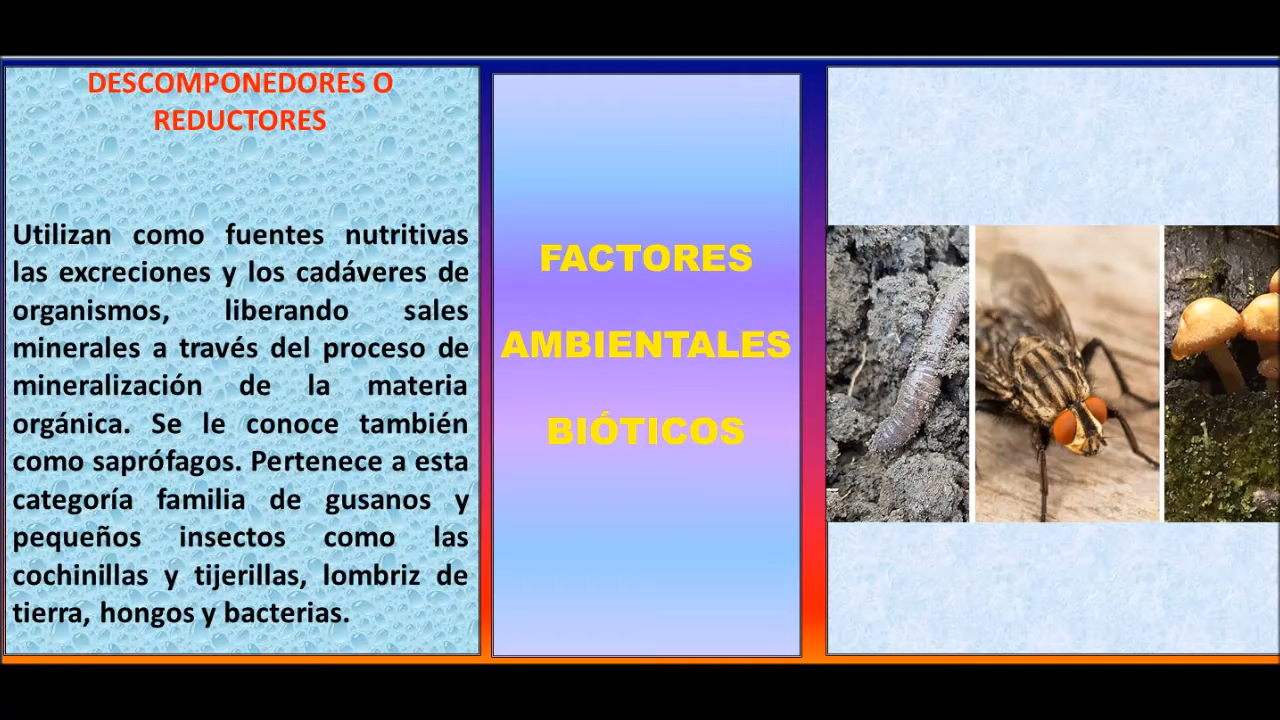 DESCOMPONEDORES O
REDUCTORES
Utilizan como fuentes nutritivas
las excreciones y los cadáveres de
organismos, liberando sales
minerales a través del proceso de
mineralización de la materia
orgánica. Se le conoce también
como saprófagos. Pertenece a esta
categoría familia de gusanos y
pequeños insectos como las
cochinillas y tijerillas, lombriz de
tierra, hongos y bacterias.
FACTORES
AMBIENTALES
BIÓTICOS